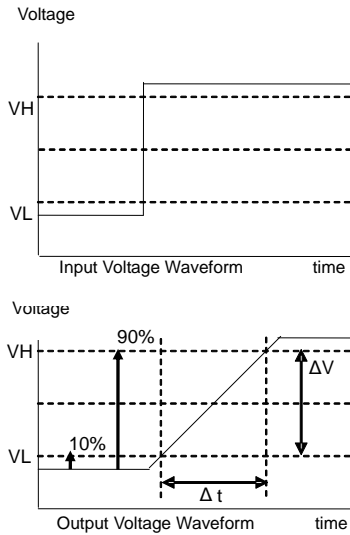 Voltage
VH
VL
Input Voltage Waveform time
Voltage
90%
VH
ΔV
10%
VL
Δ t
Output Voltage Waveform time